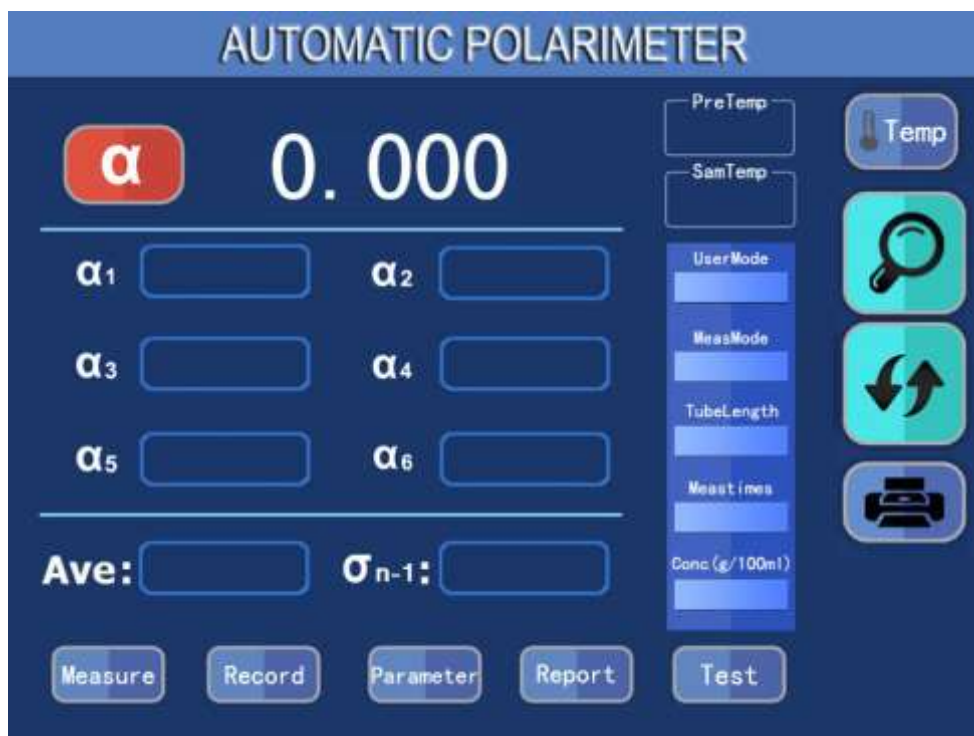 AUTOMATIC POLARIMETER
α 0.000
PreTemp
Temp
SamTemp
α1 α2
UserMode
α3 α4
MeasMode
α5 α6
TubeLength
Meastimes
Ave: σn-1:
Conc(g/100ml)
Measure Record Parameter Report Test